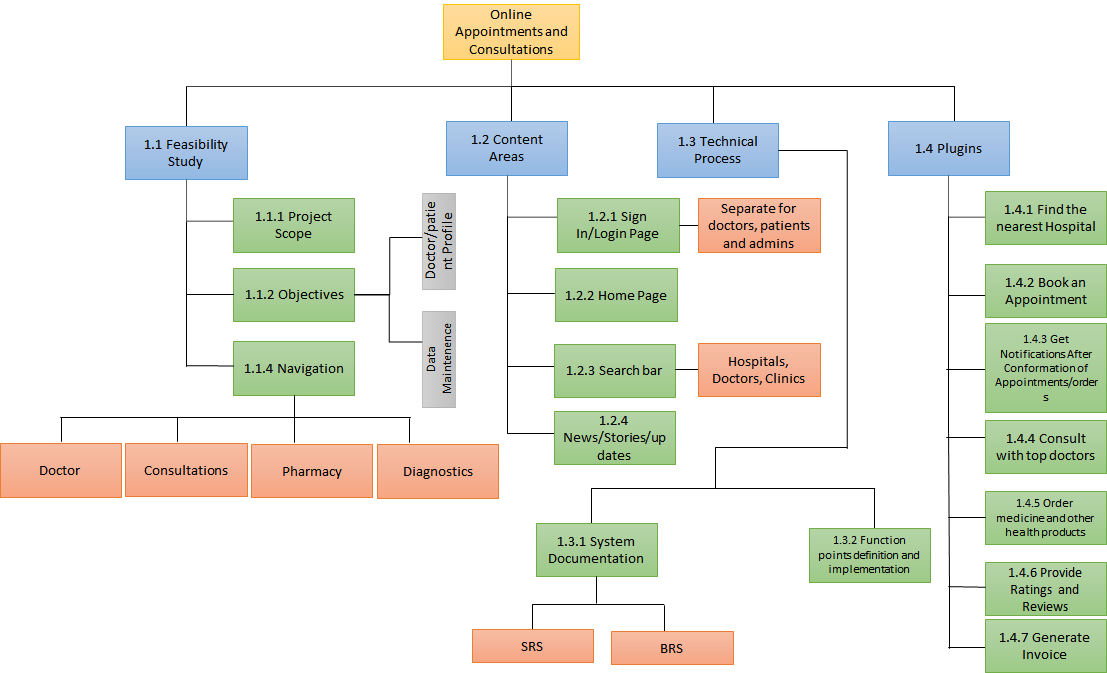 Online
Appointments and
Consultations
1.1 Feasibility
Study
1.2 Content
Areas
1.3 Technical
Process
1.4 Plugins
1.1.1 Project
Scope
1.1.2 Objectives
1.1.4 Navigation
Doctor/patie
nt Profile
Data
Maintenence
Doctor
Consultations
Pharmacy
Diagnostics
1.2.1 Sign
In/Login Page
Separate for
doctors, patients
and admins
1.2.2 Home Page
1.2.3 Search bar
Hospitals,
Doctors, Clinics
1.2.4
News/Stories/up
dates
1.3.1 System
Documentation
1.3.2 Function
points definition and
implementation
SRS
BRS
1.4.1 Find the
nearest Hospital
1.4.2 Book an
Appointment
1.4.3 Get
Notifications After
Conformation of
Appointments/order
s
1.4.4 Consult
with top doctors
1.4.5 Order
medicine and other
health products
1.4.6 Provide
Ratings and
Reviews
1.4.7 Generate
Invoice